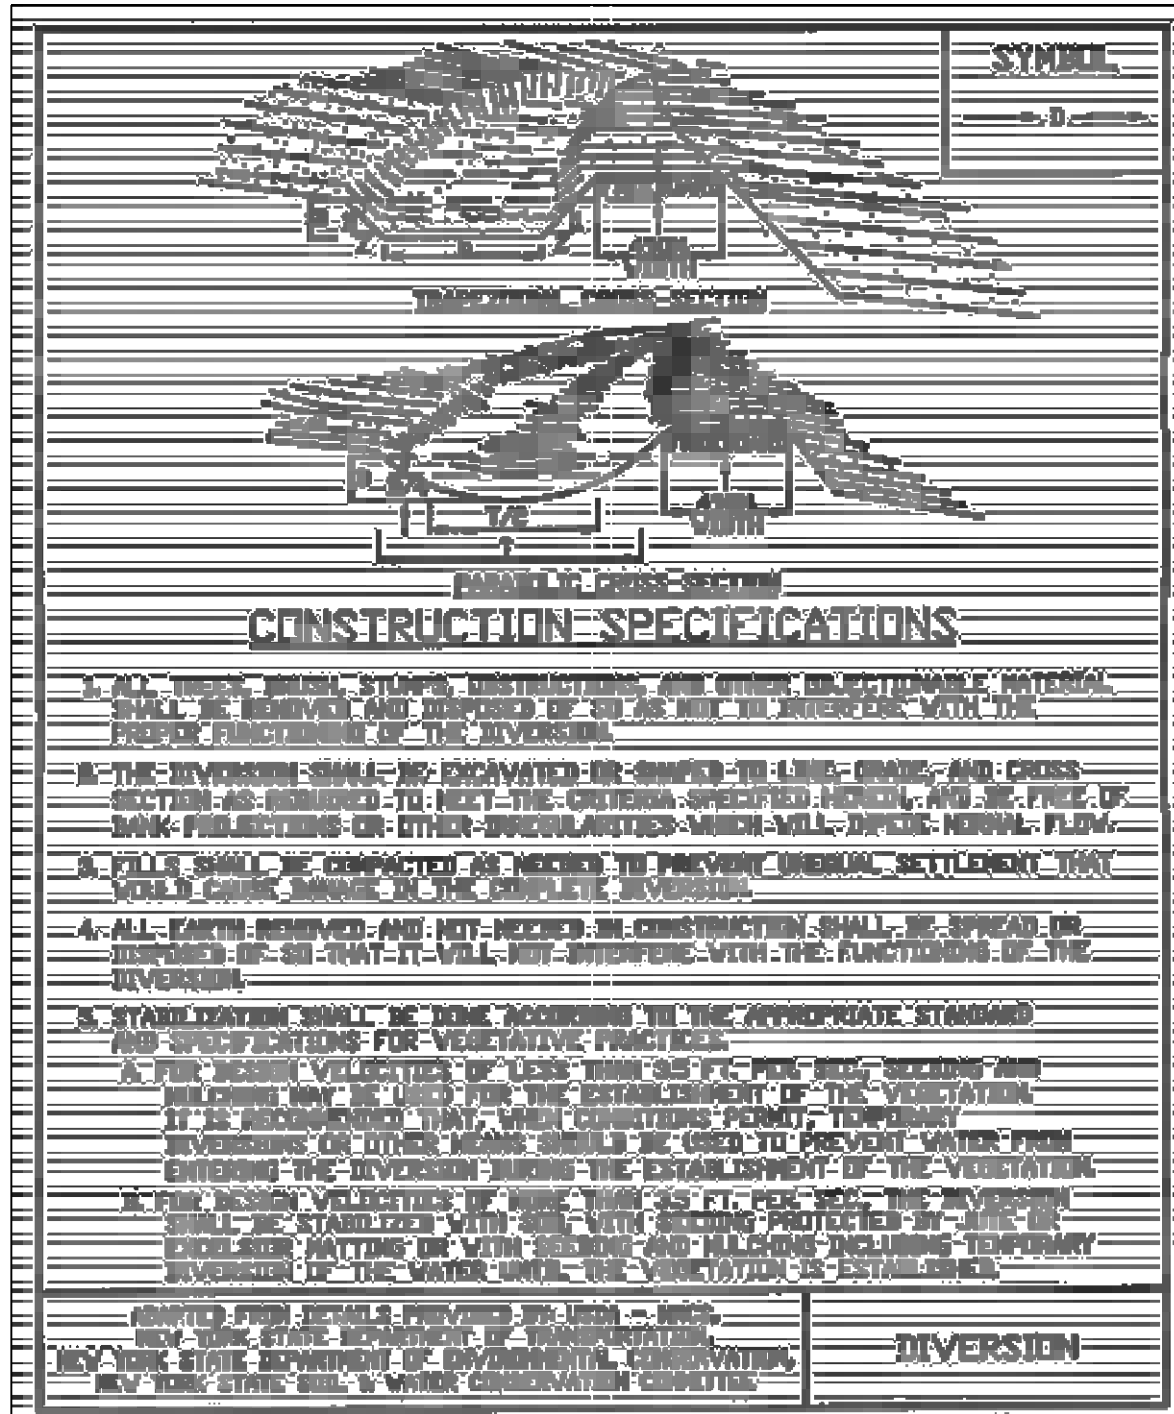 SYMBOL
D
b
WIDTH
TRAPEZOIDAL CROSS-SECTION
D
T/2
T
WIDTH
PARABOLIC CROSS-SECTION
CONSTRUCTION SPECIFICATIONS
1. ALL TREES, BRUSH, STUMPS, OBSTRUCTIONS, AND OTHER OBJECTIONABLE MATERIAL
SHALL BE REMOVED AND DISPOSED OF SO AS NOT TO INTERFERE WITH THE
PROPER FUNCTIONING OF THE DIVERSION.
2. THE DIVERSION SHALL BE EXCAVATED OR SHAPED TO LINE, GRADE, AND CROSS
SECTION AS REQUIRED TO MEET THE CRITERIA SPECIFIED HEREIN, AND BE FREE OF
BANK PROJECTIONS OR OTHER IRREGULARITIES WHICH WILL IMPEDE NORMAL FLOW.
3. FILLS SHALL BE COMPACTED AS NEEDED TO PREVENT UNEQUAL SETTLEMENT THAT
WOULD CAUSE DAMAGE IN THE COMPLETE DIVERSION.
4. ALL EARTH REMOVED AND NOT NEEDED IN CONSTRUCTION SHALL BE SPREAD OR
DISPOSED OF SO THAT IT WILL NOT INTERFERE WITH THE FUNCTIONING OF THE
DIVERSION.
5. STABILIZATION SHALL BE DONE ACCORDING TO THE APPROPRIATE STANDARD
AND SPECIFICATIONS FOR VEGETATIVE PRACTICES.
A. FOR DESIGN VELOCITIES OF LESS THAN 3.5 FT. PER. SEC., SEEDING AND
MULCHING MAY BE USED FOR THE ESTABLISHMENT OF THE VEGETATION.
IT IS RECOMMENDED THAT, WHEN CONDITIONS PERMIT, TEMPORARY
DIVERSIONS OR OTHER MEANS SHOULD BE USED TO PREVENT WATER FROM
ENTERING THE DIVERSION DURING THE ESTABLISHMENT OF THE VEGETATION.
B. FOR DESIGN VELOCITIES OF MORE THAN 3.5 FT. PER. SEC., THE DIVERSION
SHALL BE STABILIZED WITH SOD, WITH SEEDING PROTECTED BY JUTE OR
EXCELSIOR MATTING OR WITH SEEDING AND MULCHING INCLUDING TEMPORARY
DIVERSION OF THE WATER UNTIL THE VEGETATION IS ESTABLISHED.
ADAPTED FROM DETAILS PROVIDED BY: USDA - NRCS,
NEW YORK STATE DEPARTMENT OF TRANSPORTATION,
NEW YORK STATE DEPARTMENT OF ENVIRONMENTAL CONSERVATION,
NEW YORK STATE SOIL & WATER CONSERVATION COMMITTEE
DIVERSION